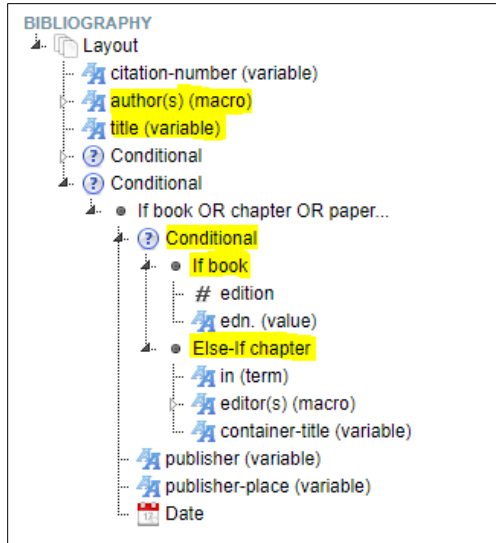 BIBLIOGRAPHY
Layout
citation-number (variable)
author(s) (macro)
title (variable)
Conditional
Conditional
If book OR chapter OR paper...
Conditional
If book
# edition
edn. (value)
Else-If chapter
in (term)
editor(s) (macro)
container-title (variable)
publisher (variable)
publisher-place (variable)
Date